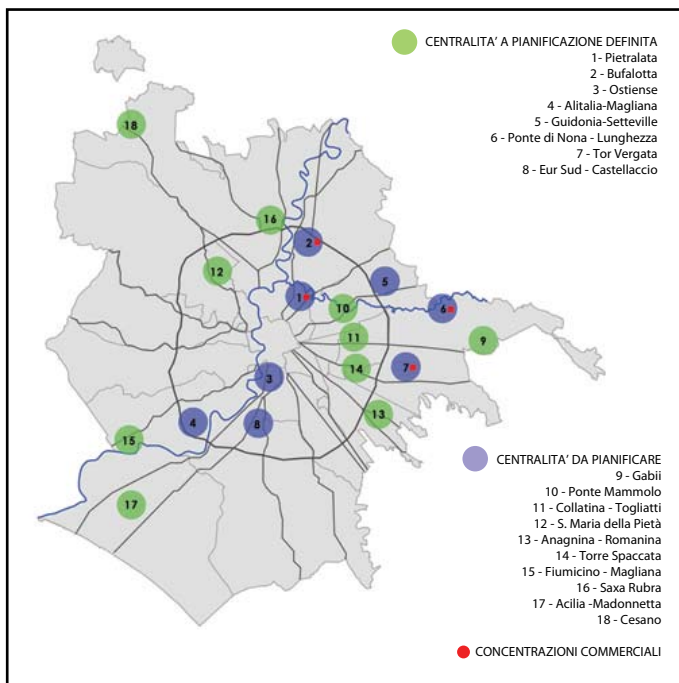 CENTRALITA' A PIANIFICAZIONE DEFINITA
1- Pietralata
2 - Bufalotta
3 - Ostiense
4 - Alitalia-Magliana
5 - Guidonia-Setteville
6 - Ponte di Nona - Lunghezza
7 - Tor Vergata
8 - Eur Sud - Castellaccio
18
16
2
12
5
1
10
6
11
9
14
7
3
13
4
8
15
17
CENTRALITA' DA PIANIFICARE
9 - Gabii
10 - Ponte Mammolo
11 - Collatina - Togliatti
12 - S. Maria della Pietà
13 - Anagnina - Romanina
14 - Torre Spaccata
15 - Fiumicino - Magliana
16 - Saxa Rubra
17 - Acilia -Madonnetta
18 - Cesano
CONCENTRAZIONI COMMERCIALI